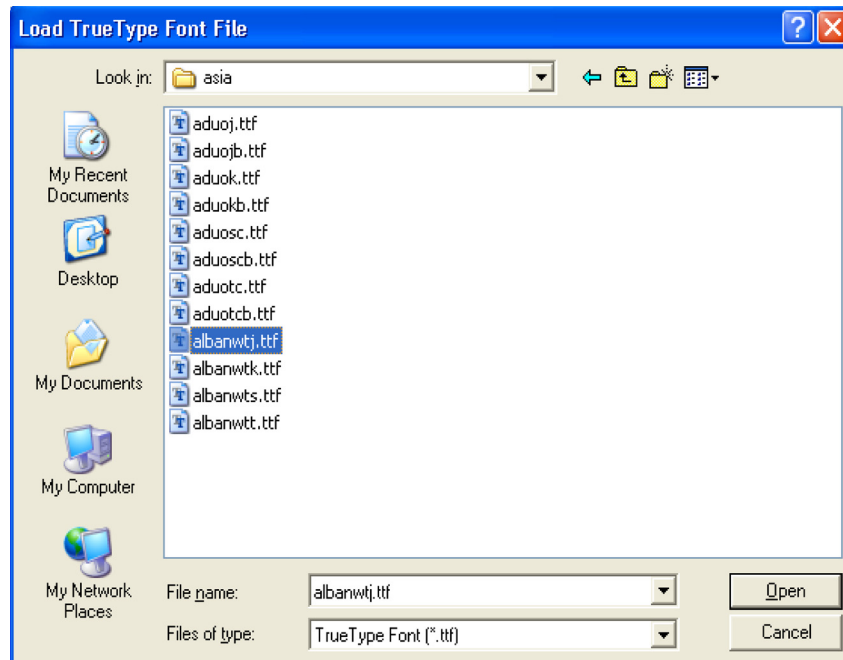 Load TrueType Font File
Look in:
asia
My Recent
Documents
Desktop
My Documents
My Computer
My Network
Places
aduoj.ttf
aduojb.ttf
aduok.ttf
aduokb.ttf
aduosc.ttf
aduoscb.ttf
aduotc.ttf
aduotcb.ttf
albanwtj.ttf
albanwtk.ttf
albanwts.ttf
albanwtt.ttf
File name:
albanwtj.ttf
Open
Files of type:
TrueType Font (*.ttf)
Cancel